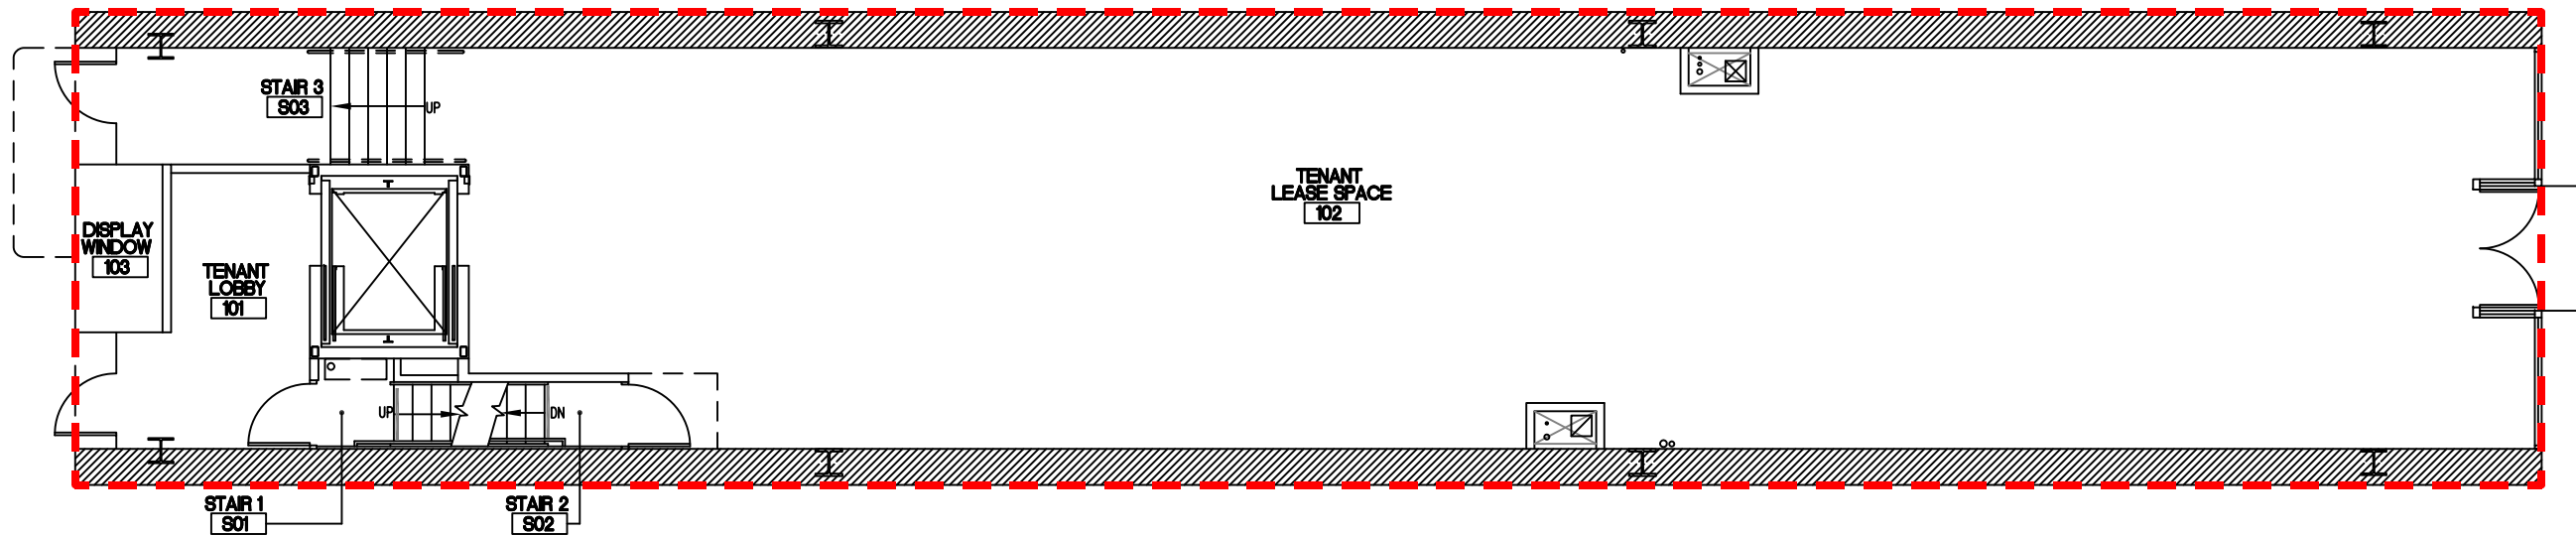 STAIR 3
S03
UP
TENANT
LEASE SPACE
102
DISPLAY
WINDOW
103
TENANT
LOBBY
101
UP
DN
STAIR 1
S01
STAIR 2
S02